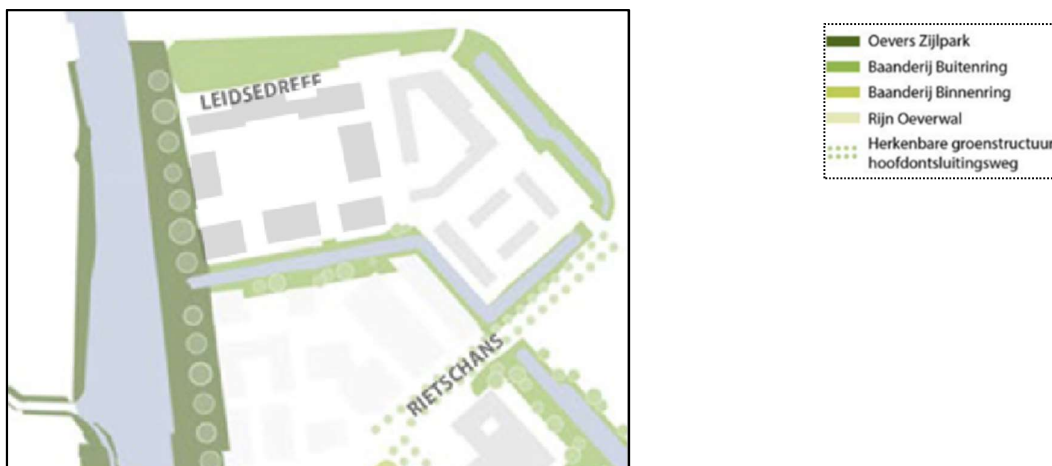 LEIDSEDREEF
RIETSCHANS
Oevers Zijlpark
Baanderij Buitenring
Baanderij Binnenring
Rijn Oeverwal
Herkenbare groenstructuur
hoofdontsluitingsweg